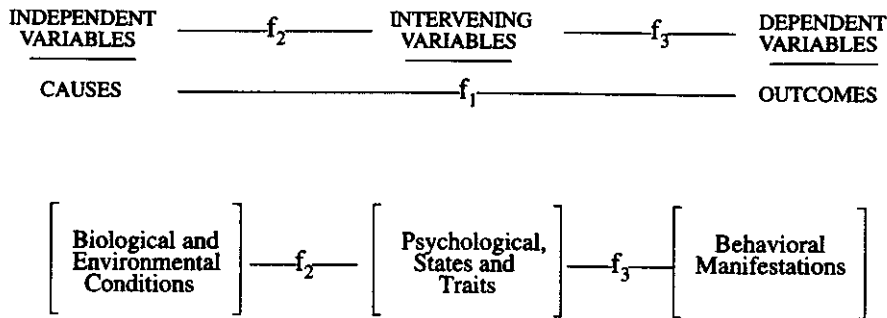 INDEPENDENT VARIABLES f2 INTERVENING VARIABLES f3 DEPENDENT VARIABLES
CAUSES f1 OUTCOMES
Biological and Environmental Conditions f2 Psychological, States and Traits f3 Behavioral Manifestations